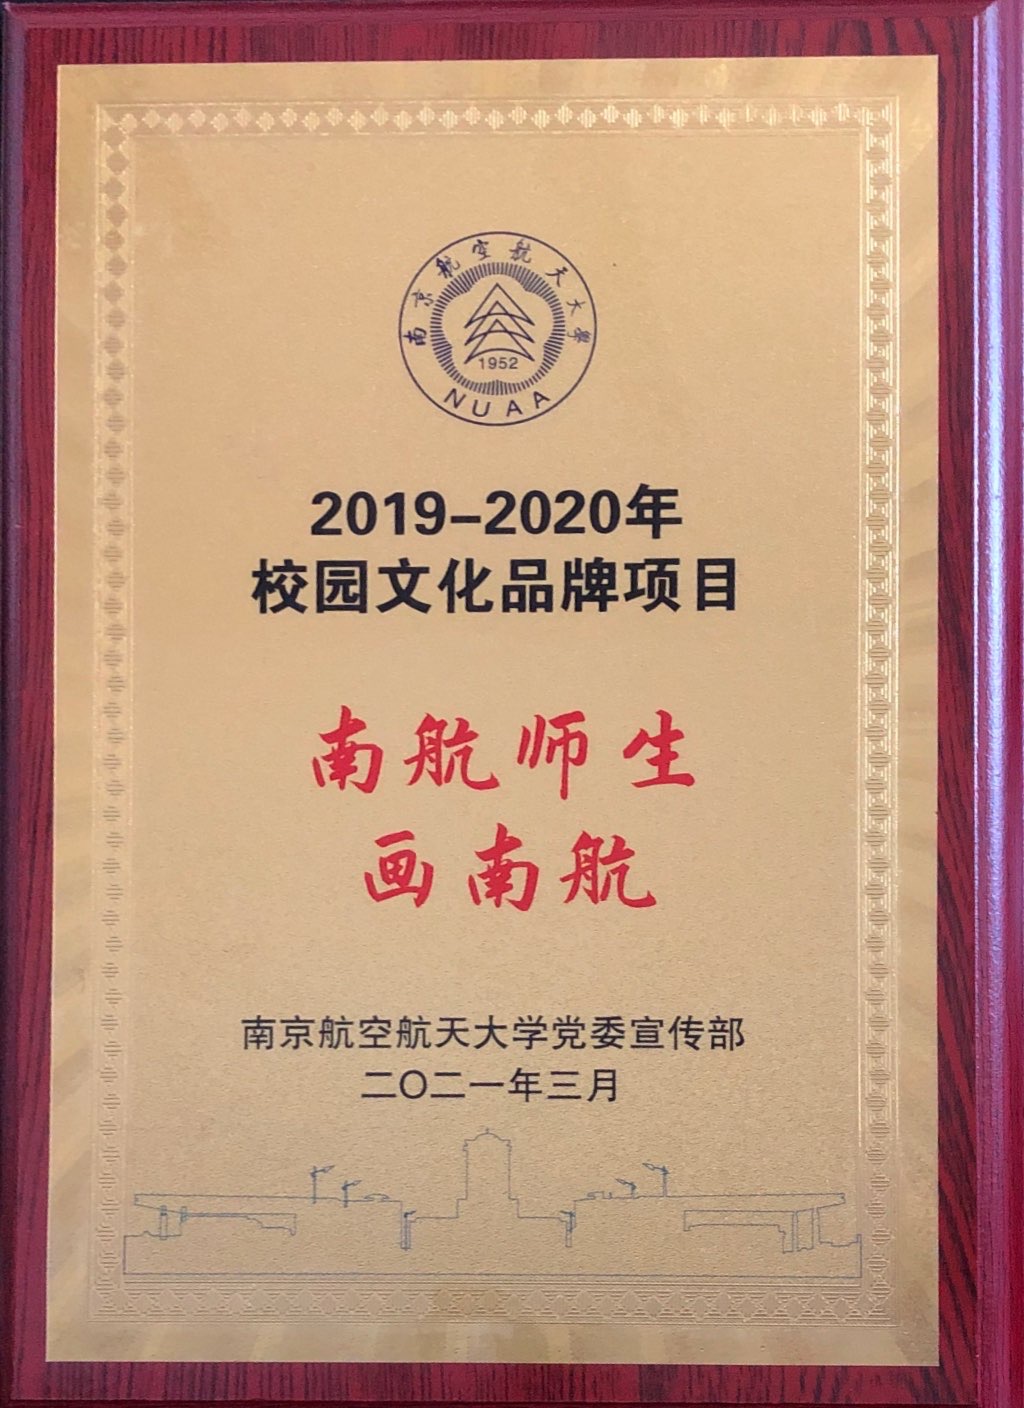 南京航空航天大學
1952
NUAA
2019-2020年
校园文化品牌项目
南航师生
画南航
南京航空航天大学党委宣传部
二〇二一年三月